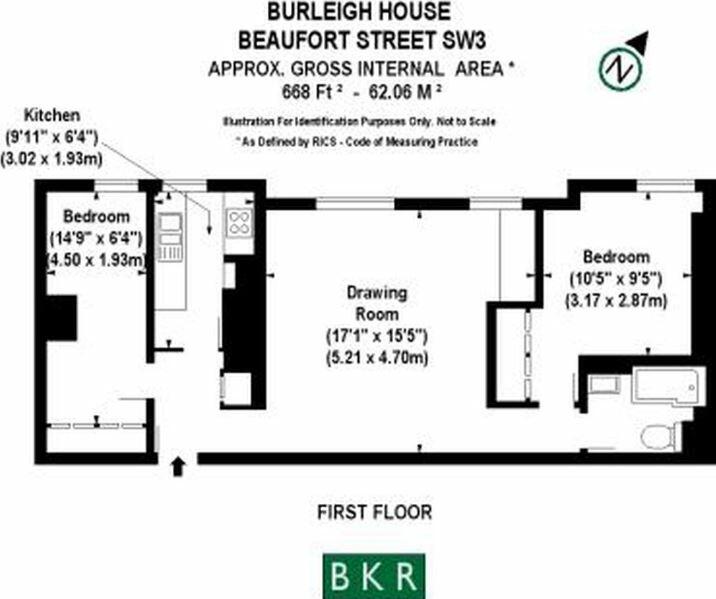 BURLEIGH HOUSE
BEAUFORT STREET SW3
APPROX. GROSS INTERNAL AREA *
668 Ft ² - 62.06 M ²
Illustration For Identification Purposes Only. Not to Scale
* As Defined by RICS - Code of Measuring Practice
N
Kitchen
(9'11" x 6'4")
(3.02 x 1.93m)
Bedroom
(14'9" x 6'4")
(4.50 x 1.93m)
Drawing
Room
(17'1" x 15'5")
(5.21 x 4.70m)
Bedroom
(10'5" x 9'5")
(3.17 x 2.87m)
FIRST FLOOR
BKR